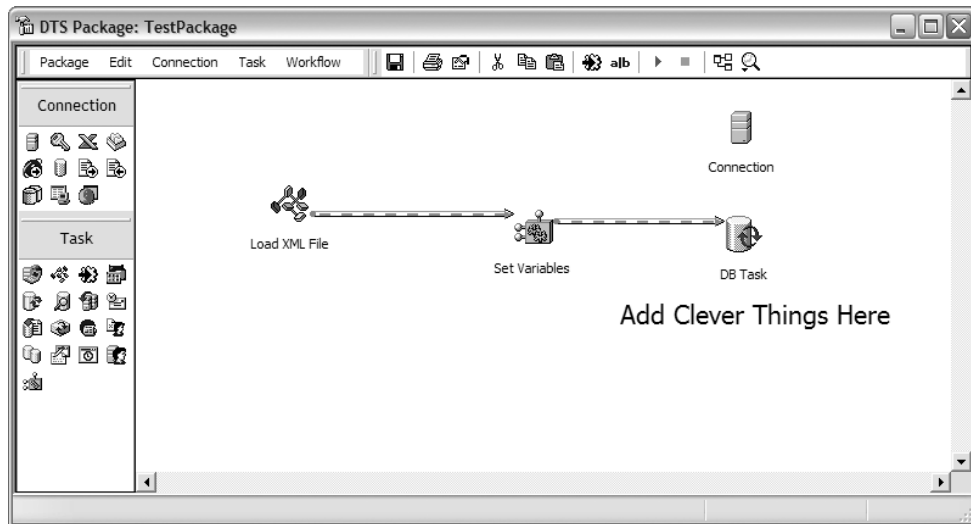 DTS Package: TestPackage
Package Edit Connection Task Workflow
a|b
Connection
Connection
Load XML File
Task
Set Variables
DB Task
Add Clever Things Here